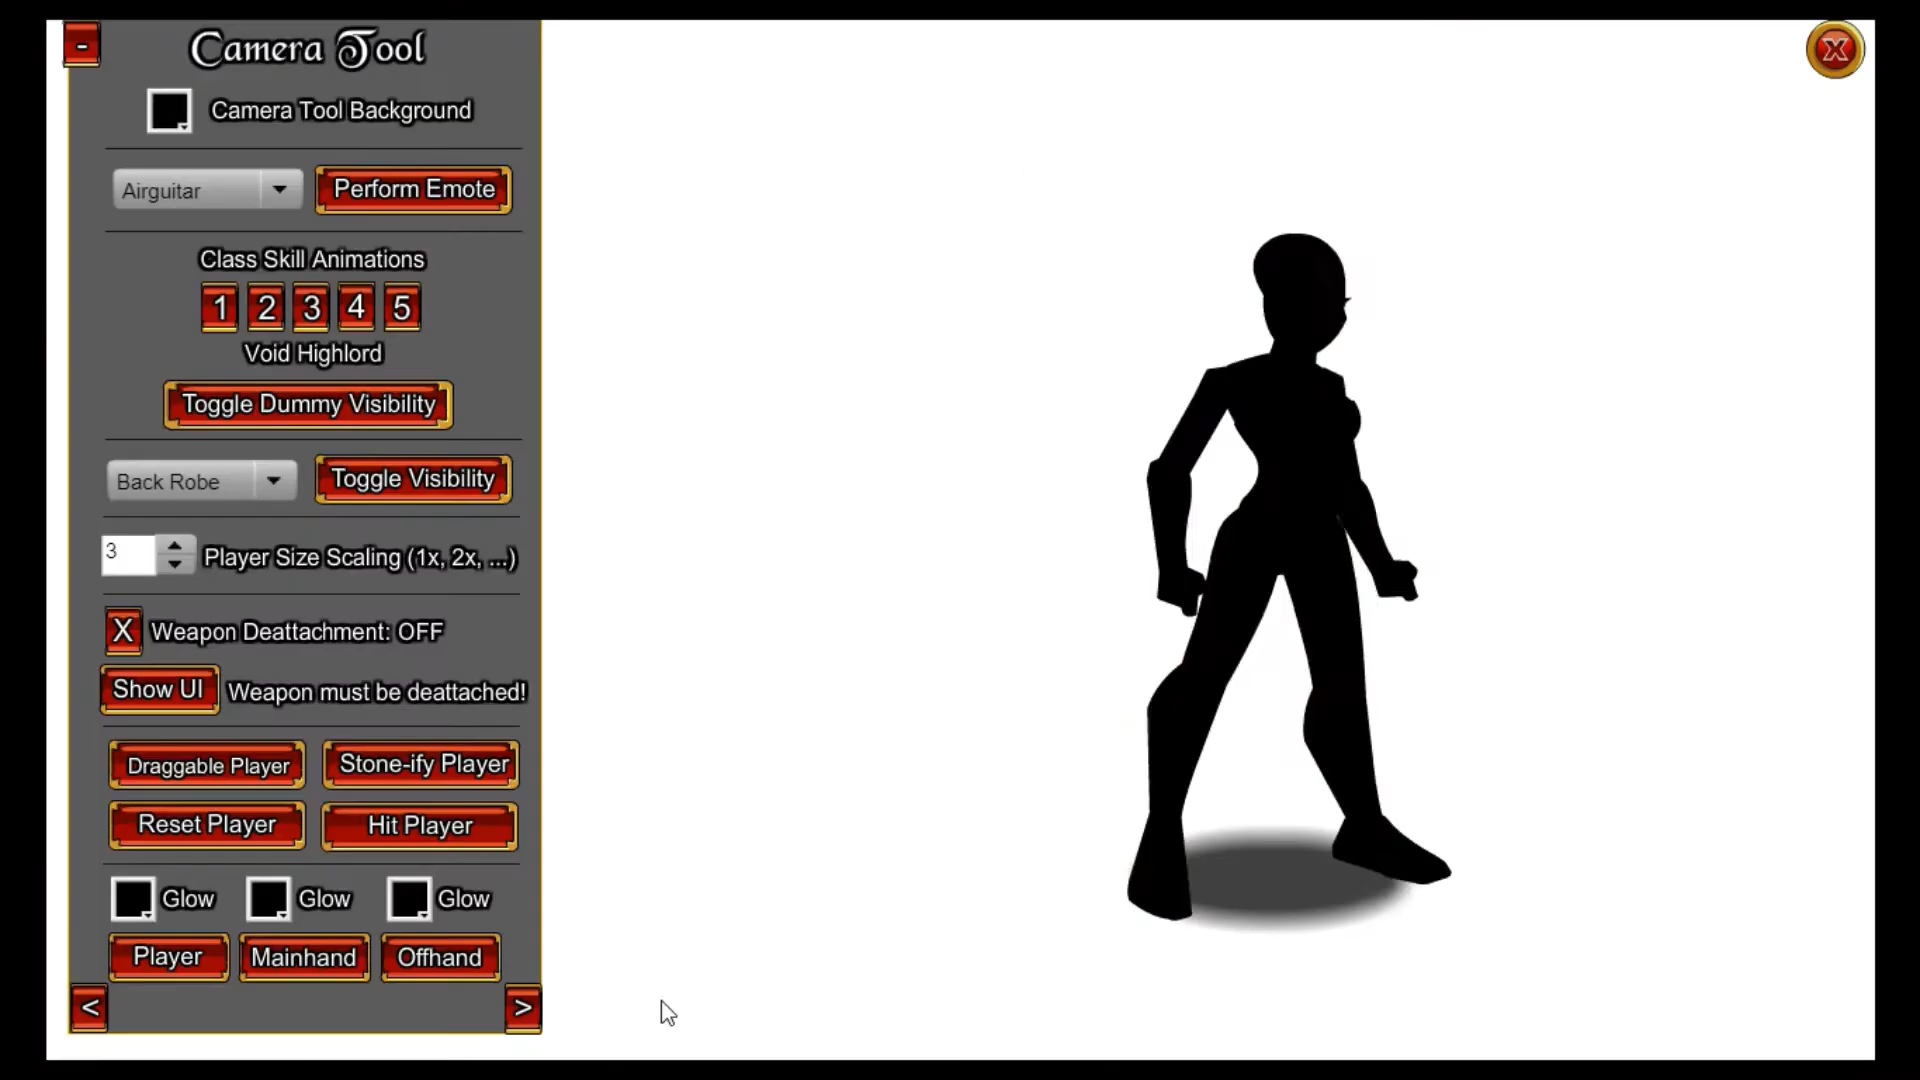 -
Camera Tool
X
Camera Tool Background
Airguitar
Perform Emote
Class Skill Animations
1 2 3 4 5
Void Highlord
Toggle Dummy Visibility
Back Robe
Toggle Visibility
3
Player Size Scaling (1x, 2x, ...)
X
Weapon Deattachment: OFF
Show UI
Weapon must be deattached!
Draggable Player
Stone-ify Player
Reset Player
Hit Player
Glow
Glow
Glow
Player
Mainhand
Offhand
<
>